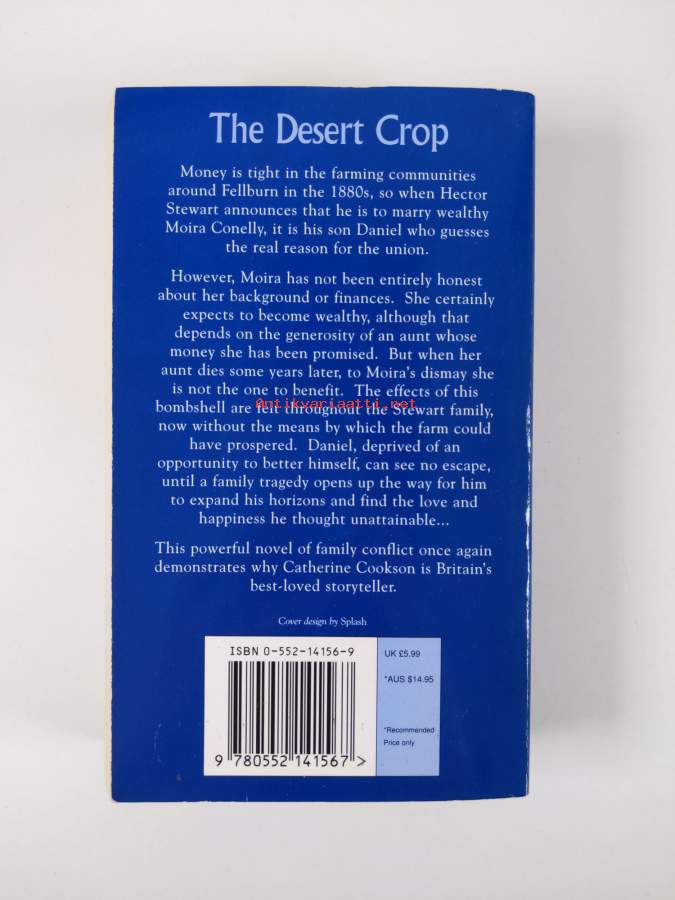 The Desert Crop
Money is tight in the farming communities
around Fellburn in the 1880s, so when Hector
Stewart announces that he is to marry wealthy
Moira Conelly, it is his son Daniel who guesses
the real reason for the union.
However, Moira has not been entirely honest
about her background or finances. She certainly
expects to become wealthy, although that
depends on the generosity of an aunt whose
money she has been promised. But when her
aunt dies some years later, to Moira's dismay she
is not the one to benefit. The effects of this
Antikvariaatti.net
bombshell are felt throughout the Stewart family,
now without the means by which the farm could
have prospered. Daniel, deprived of an
opportunity to better himself, can see no escape,
until a family tragedy opens up the way for him
to expand his horizons and find the love and
happiness he thought unattainable...
This powerful novel of family conflict once again
demonstrates why Catherine Cookson is Britain's
best-loved storyteller.
Cover design by Splash
ISBN 0-552-14156-9
9 780552 141567 >
UK £5.99
*AUS $14.95
*Recommended
Price only